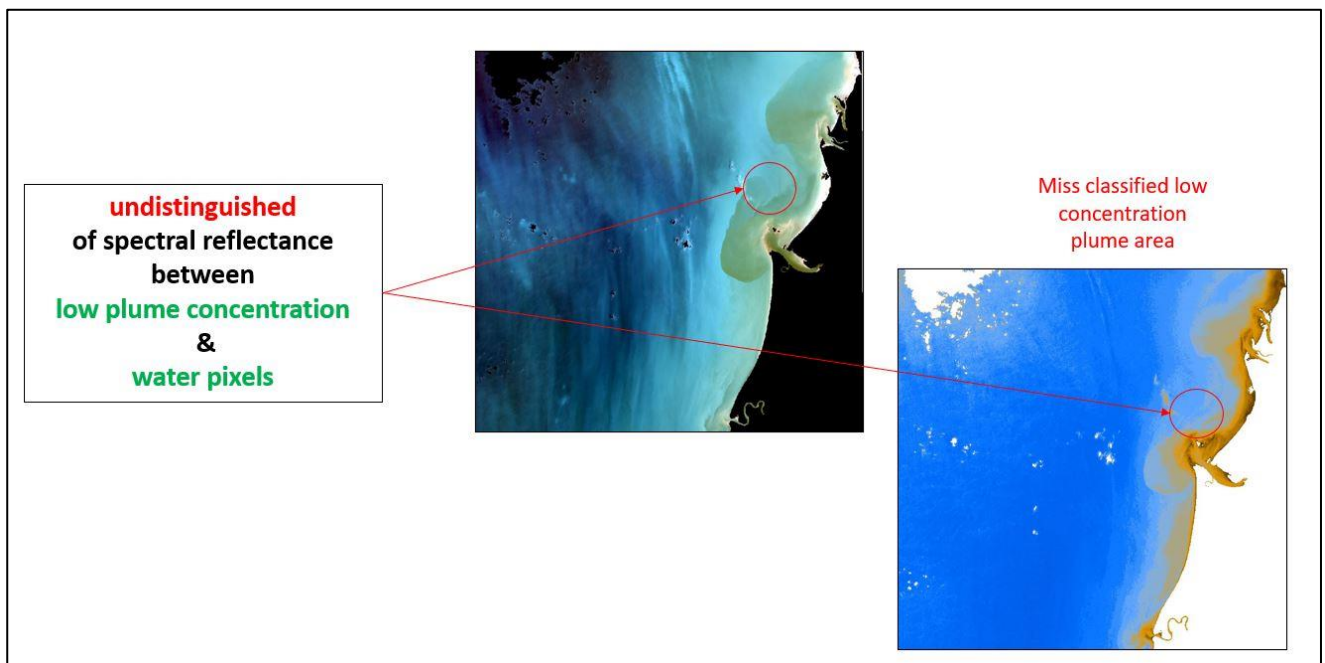 undistinguished
of spectral reflectance
between
low plume concentration
&
water pixels
Miss classified low
concentration
plume area